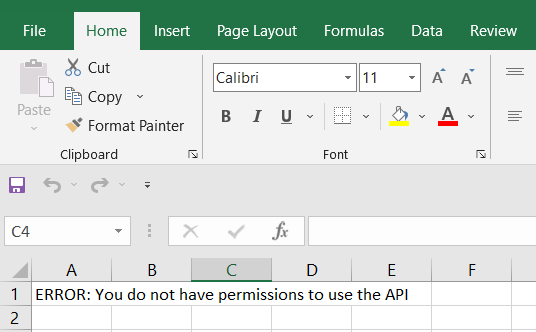 File Home Insert Page Layout Formulas Data Review
Cut
Copy
Format Painter
Paste
Clipboard
Calibri 11 A A
B I U A
Font
C4 fx
A B C D E F
1 ERROR: You do not have permissions to use the API
2